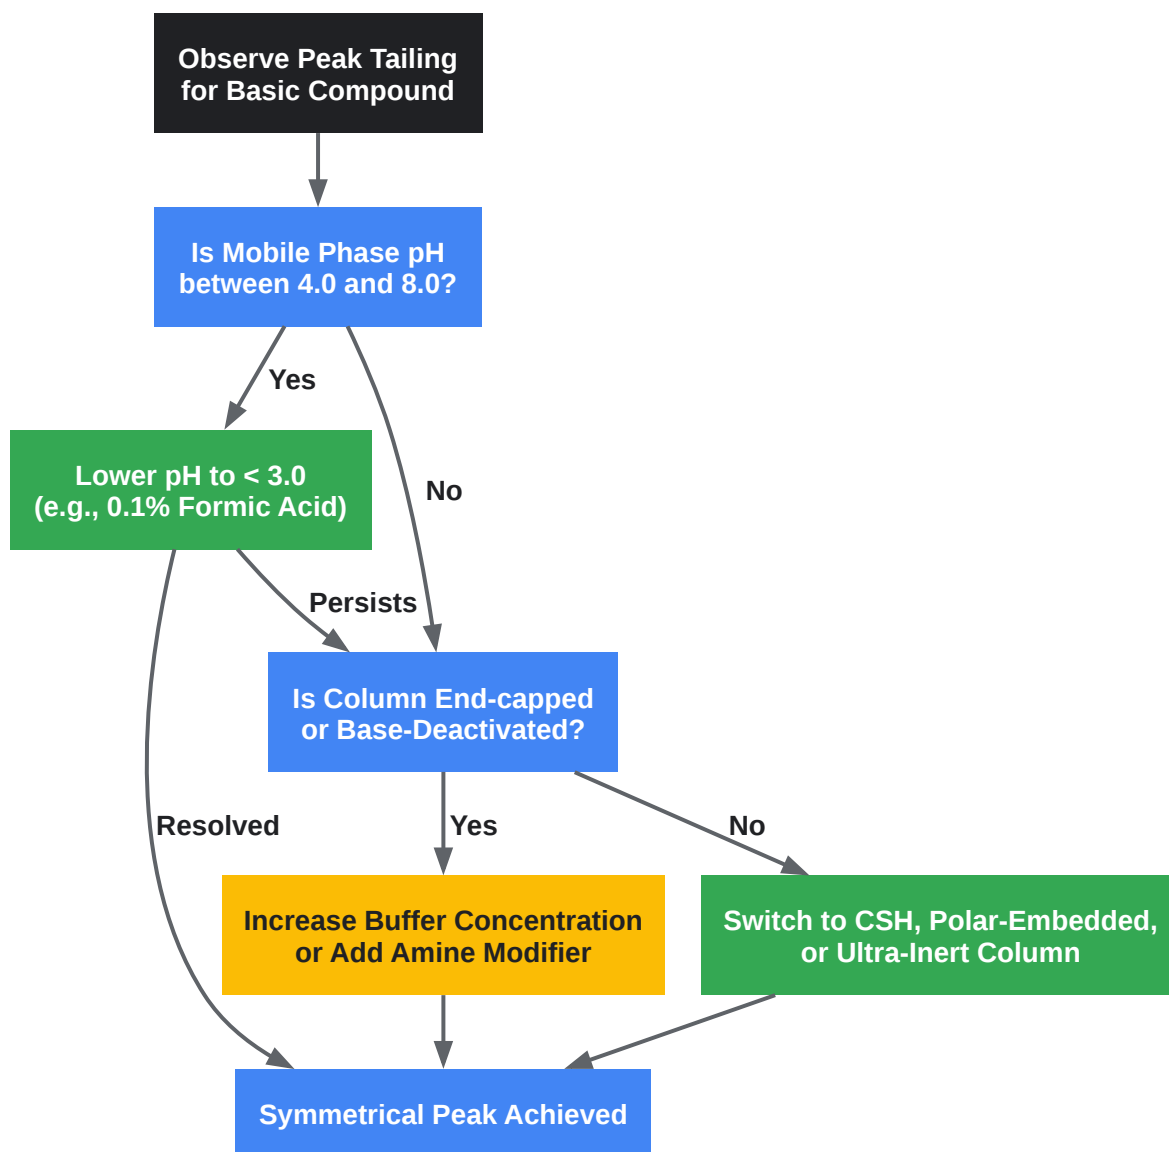 Observe Peak Tailing
for Basic Compound
Is Mobile Phase pH
between 4.0 and 8.0?
Yes
Lower pH to < 3.0
(e.g., 0.1% Formic Acid)
No
Persists
Is Column End-capped
or Base-Deactivated?
Resolved
Yes
No
Increase Buffer Concentration
or Add Amine Modifier
Switch to CSH, Polar-Embedded,
or Ultra-Inert Column
Symmetrical Peak Achieved